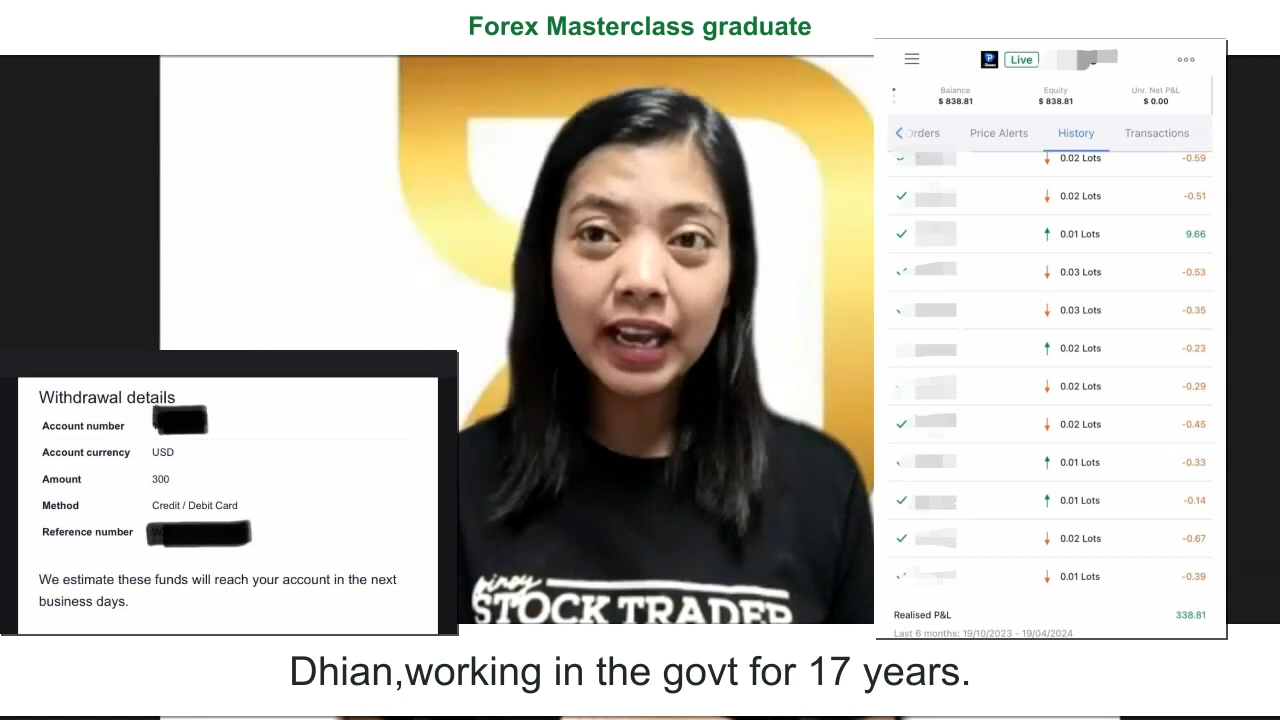 Forex Masterclass graduate
Live
Balance Equity Unr. Net P&L
$ 838.81 $ 838.81 $ 0.00
Orders Price Alerts History Transactions
0.02 Lots -0.59
0.02 Lots -0.51
0.01 Lots 9.66
0.03 Lots -0.53
0.03 Lots -0.35
0.02 Lots -0.23
0.02 Lots -0.29
0.02 Lots -0.45
0.01 Lots -0.33
0.01 Lots -0.14
0.02 Lots -0.67
0.01 Lots -0.39
Realised P&L 338.81
Last 6 months: 19/10/2023 - 19/04/2024
Withdrawal details
Account number
Account currency USD
Amount 300
Method Credit / Debit Card
Reference number
We estimate these funds will reach your account in the next
business days.
pinoy
STOCK TRADER
Dhian,working in the govt for 17 years.